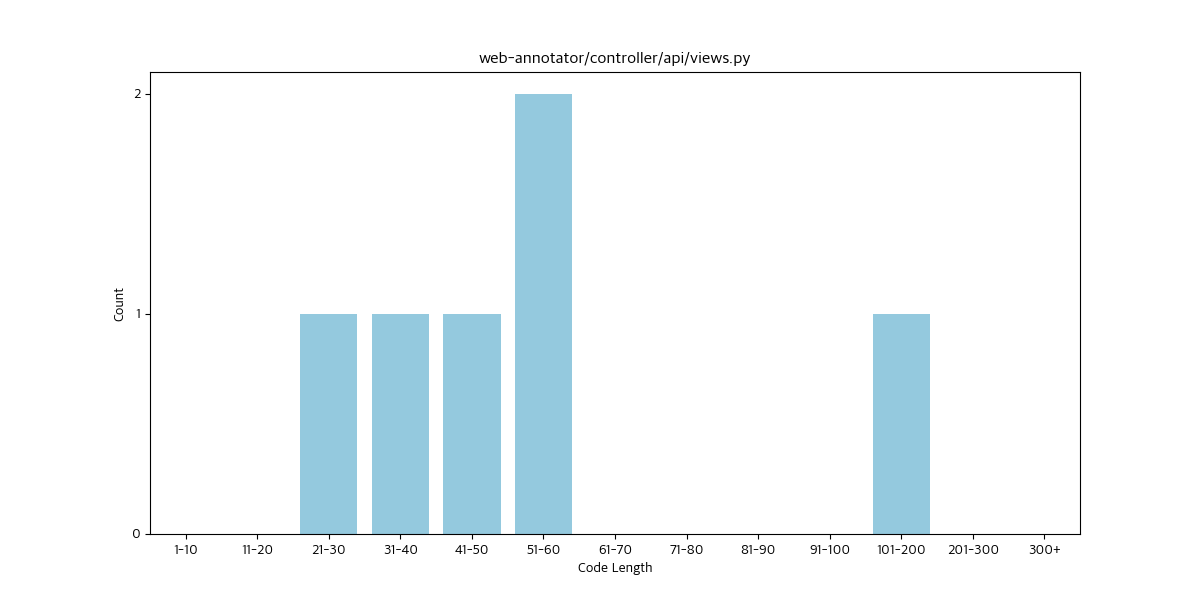 web-annotator/controller/api/views.py
2
1
0
Count
1-10 11-20 21-30 31-40 41-50 51-60 61-70 71-80 81-90 91-100 101-200 201-300 300+
Code Length